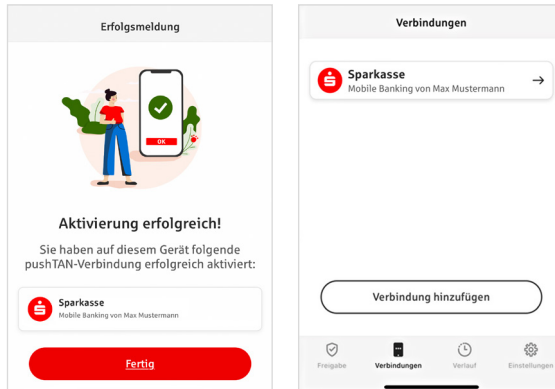 Erfolgsmeldung
OK
Aktivierung erfolgreich!
Sie haben auf diesem Gerät folgende
pushTAN-Verbindung erfolgreich aktiviert:
Sparkasse
Mobile Banking von Max Mustermann
Fertig
Verbindungen
Sparkasse
Mobile Banking von Max Mustermann
Verbindung hinzufügen
Freigabe Verbindungen Verlauf Einstellungen